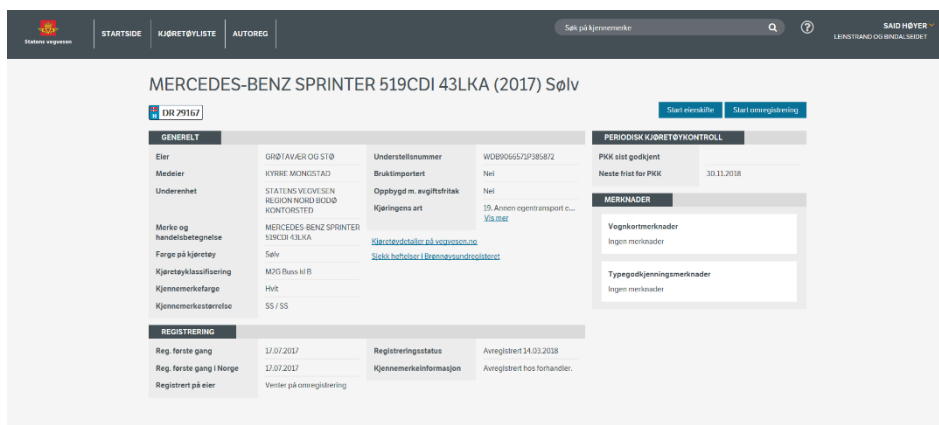 Statens vegvesen
STARTSIDE
KJØRETØYLISTE
AUTOREG
Søk på kjennemerke
SAID HØYER
LEINSTRAND OG BINDALSEIDET
MERCEDES-BENZ SPRINTER 519CDI 43LKA (2017) Sølv
N DR 29167
Start eierskifte
Start omregistrering
GENERELT
Eier GRØTAVÆR OG STØ
Medeier KYRRE MONGSTAD
Underenhet STATENS VEGVESEN
REGION NORD BODØ
KONTORSTED
Merke og
handelsbetegnelse
MERCEDES-BENZ SPRINTER
519CDI 43LKA
Farge på kjøretøy Sølv
Kjøretøyklassifisering M2G Buss kl B
Kjennemerkefarge Hvit
Kjennemerkestørrelse SS / SS
Understellsnummer WDB9066571P385872
Bruktimportert Nei
Oppbygd m. avgiftsfritak Nei
Kjøringens art 19. Annen egentransport e...
Vis mer
Kjøretøydetaljer på vegvesen.no
Sjekk heftelser i Brønnøysundregisteret
PERIODISK KJØRETØYKONTROLL
PKK sist godkjent
Neste frist for PKK 30.11.2018
MERKNADER
Vognkortmerknader
Ingen merknader
Typegodkjenningsmerknader
Ingen merknader
REGISTRERING
Reg. første gang 17.07.2017
Reg. første gang i Norge 17.07.2017
Registrert på eier Venter på omregistrering
Registreringsstatus Avregistrert 14.03.2018
Kjennemerkeinformasjon Avregistrert hos forhandler.